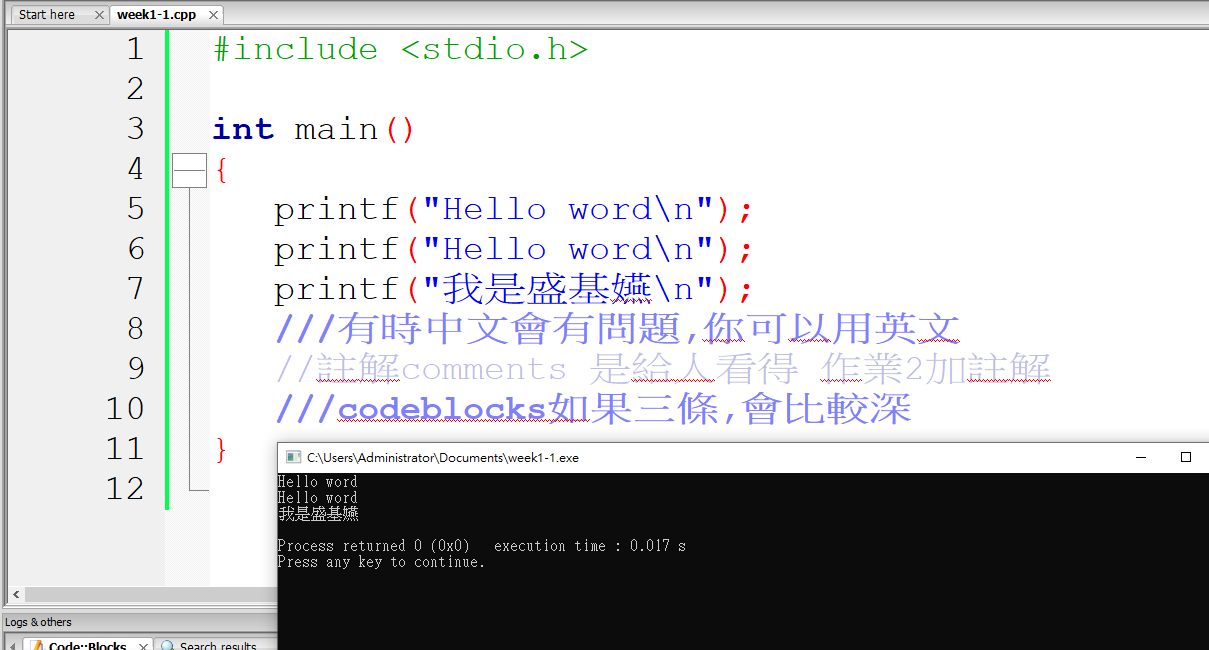 Start here
week1-1.cpp
1 #include <stdio.h>
2
3 int main()
4 {
5 printf("Hello word\n");
6 printf("Hello word\n");
7 printf("我是盛基嬿\n");
8 ///有時中文會有問題,你可以用英文
9 //註解comments 是給人看得 作業2加註解
10 ///codeblocks如果三條,會比較深
11 }
12
C:\Users\Administrator\Documents\week1-1.exe
Hello word
Hello word
我是盛基嬿
Process returned 0 (0x0) execution time : 0.017 s
Press any key to continue.
Logs & others
Code::Blocks
Search results